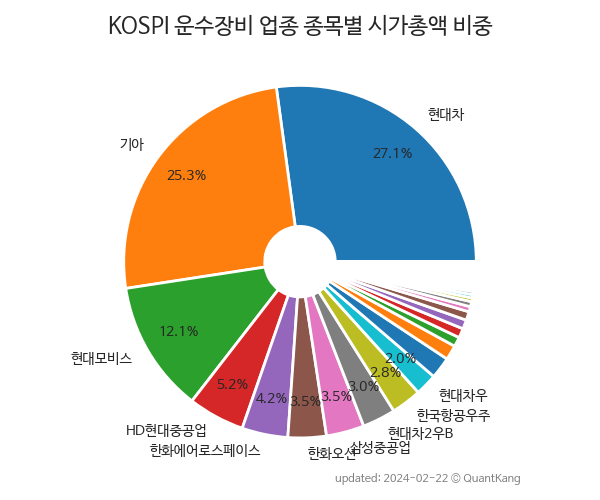 KOSPI 운수장비 업종 종목별 시가총액 비중
현대차
27.1%
기아
25.3%
현대모비스
12.1%
HD현대중공업
5.2%
한화에어로스페이스
4.2%
한화오션
3.5%
삼성중공업
3.5%
현대차2우B
3.0%
한국항공우주
2.8%
현대차우
2.0%
updated: 2024-02-22 © QuantKang